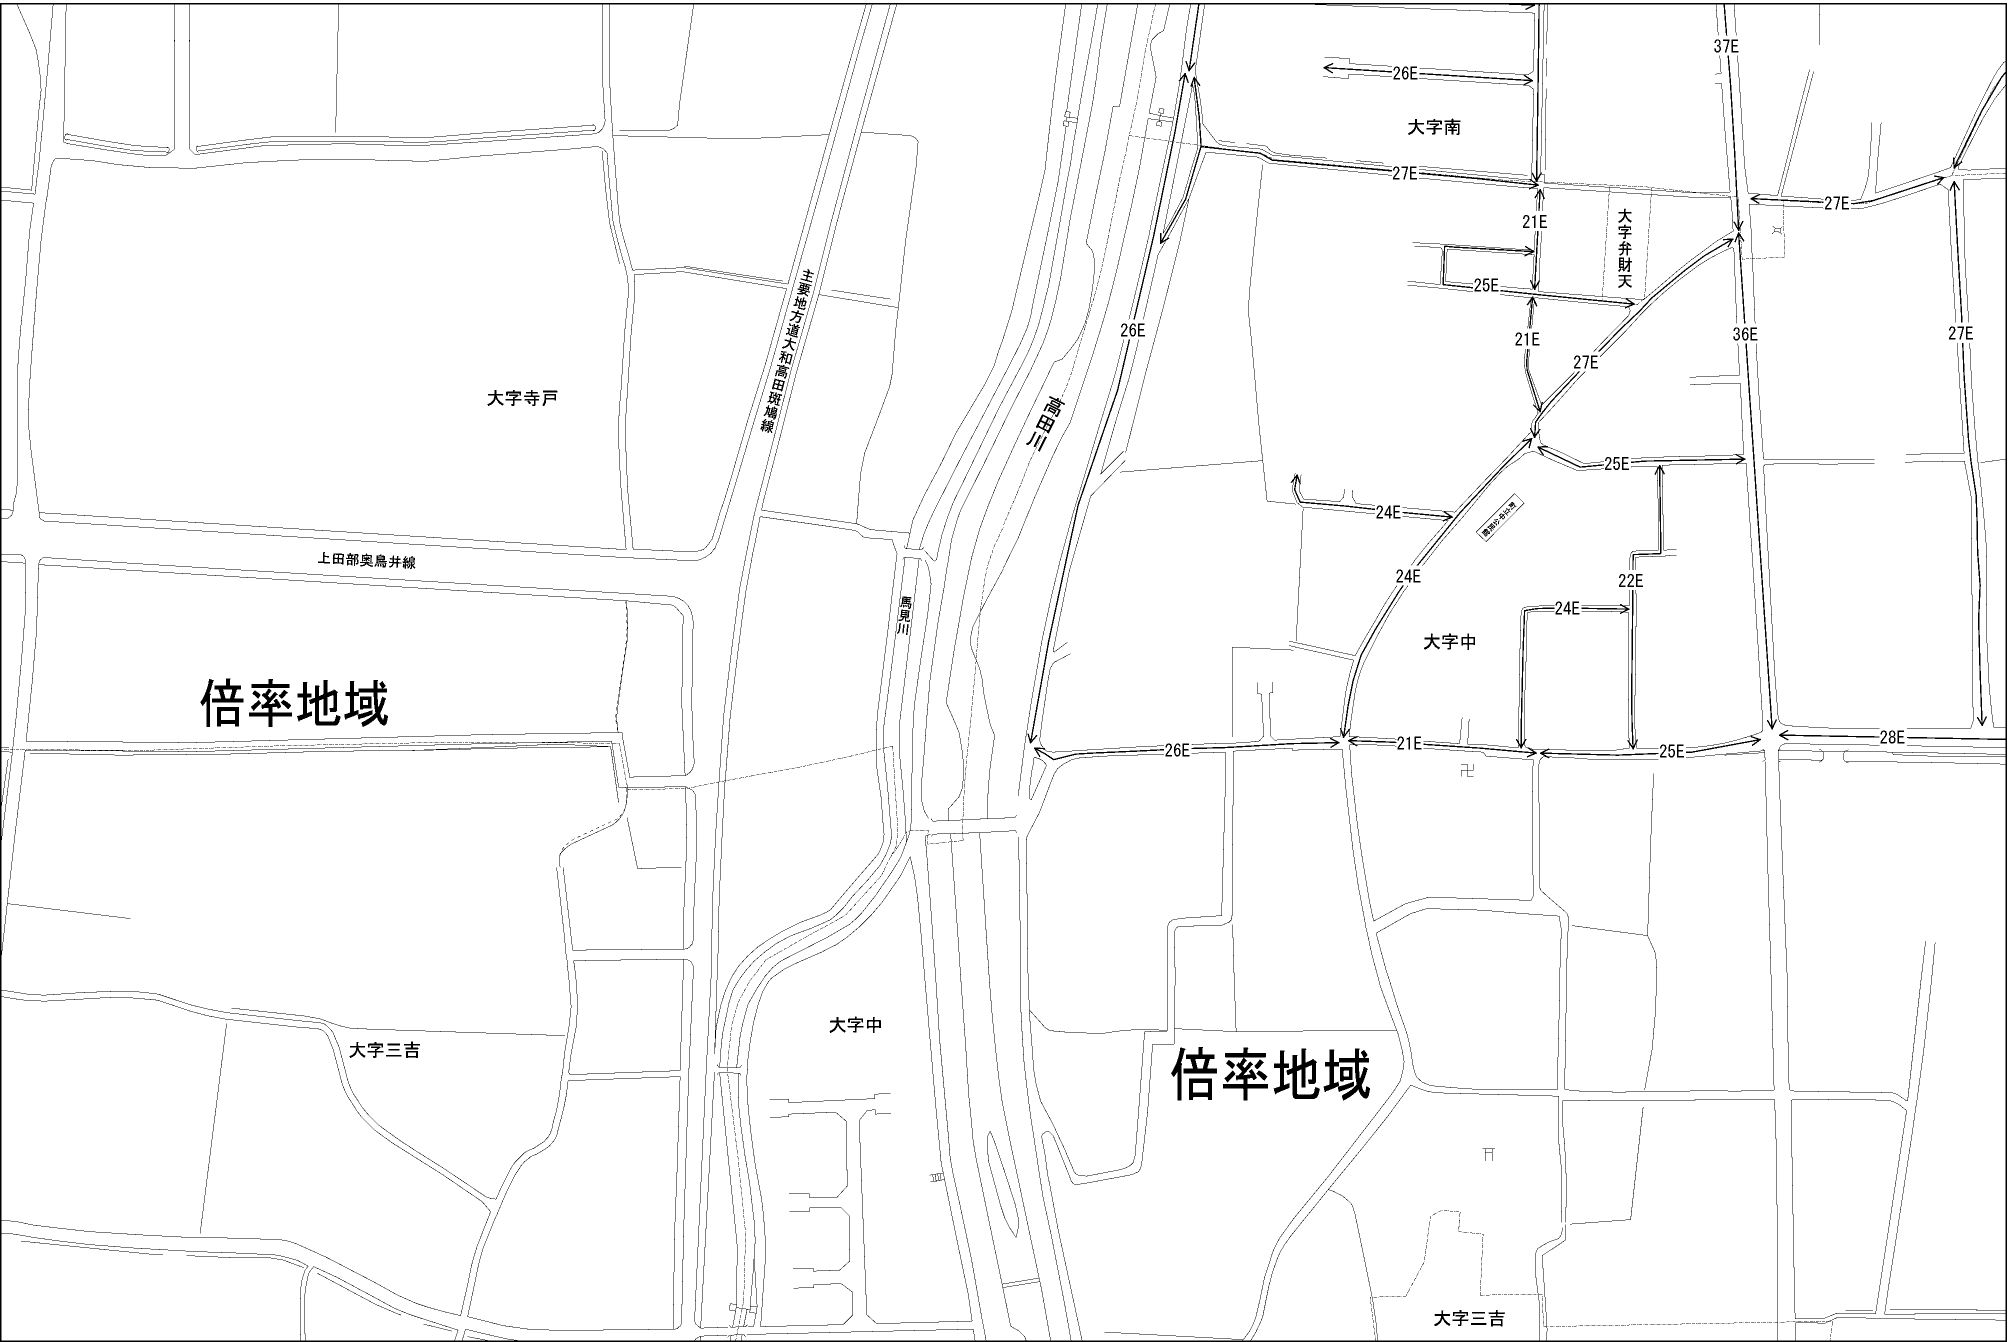 37E
26E
大字南
27E
27E
21E
大字弁財天
主要地方道大和高田斑鳩線
25E
26E
21E
36E
27E
27E
大字寺戸
高田川
25E
24E
上田部奥鳥井線
24E
22E
馬見川
24E
大字中
倍率地域
26E
21E
25E
28E
大字中
大字三吉
倍率地域
大字三吉